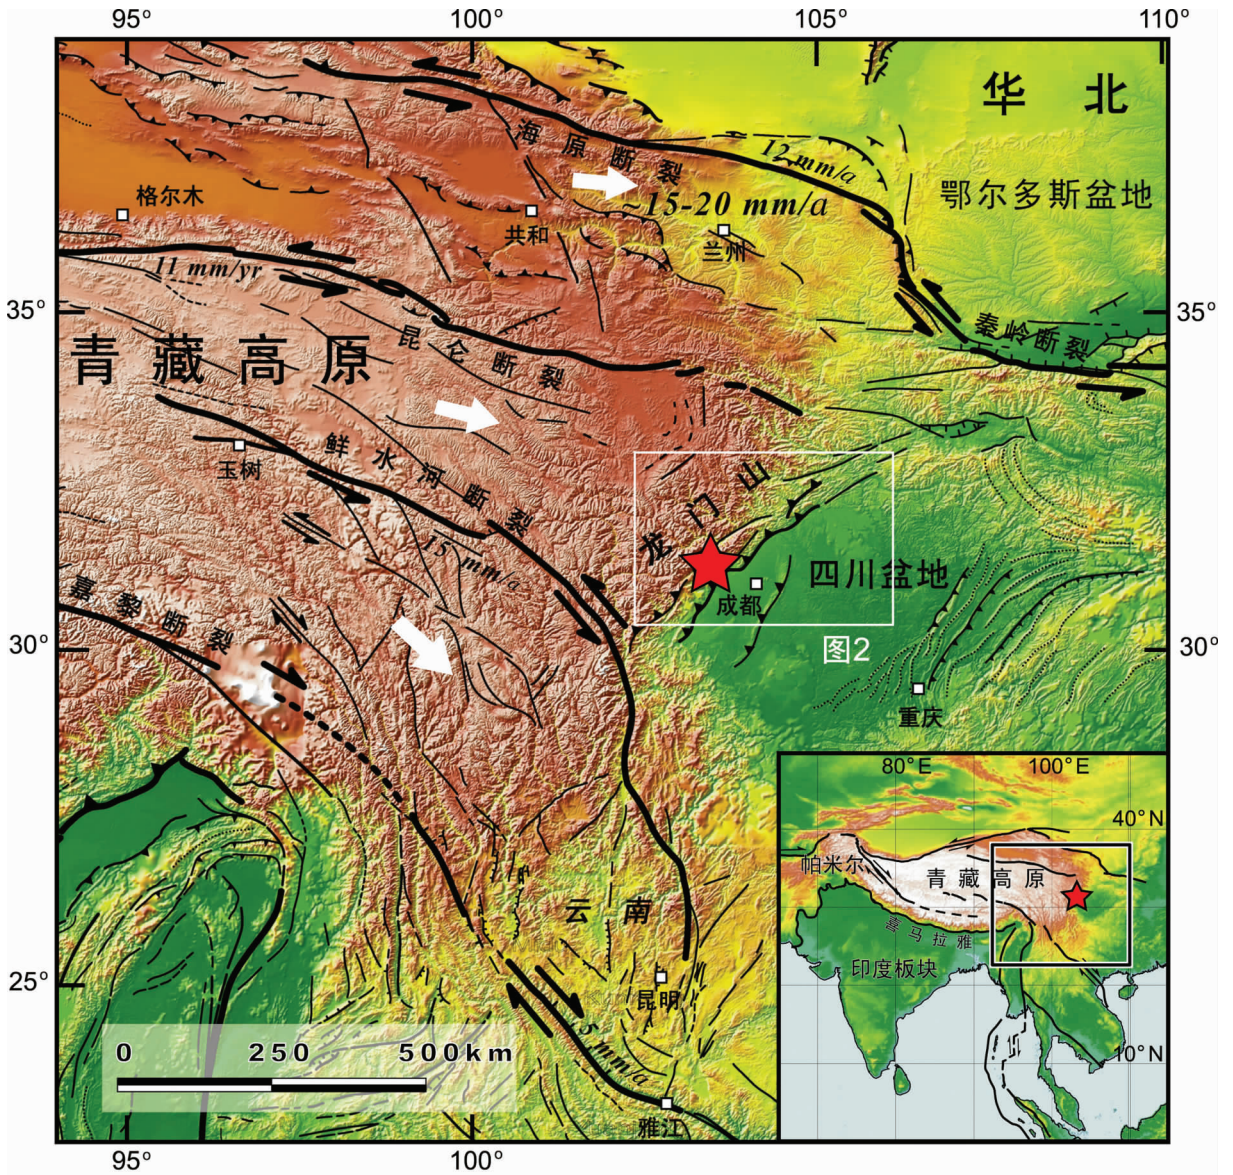 95° 100° 105° 110°
华 北
海原断裂
12 mm/a
~15-20 mm/a
鄂尔多斯盆地
格尔木
共和
兰州
11 mm/yr
35° 35°
秦岭断裂
昆仑断裂
青藏高原
鲜水河断裂
玉树
龙门山
15 mm/a
四川盆地
成都
嘉黎断裂
30° 30°
图2
重庆
80°E 100°E
40°N
帕米尔
青藏高原
喜马拉雅
印度板块
10°N
云南
25°
昆明
5 mm/a
0 250 500km
雅江
95° 100°